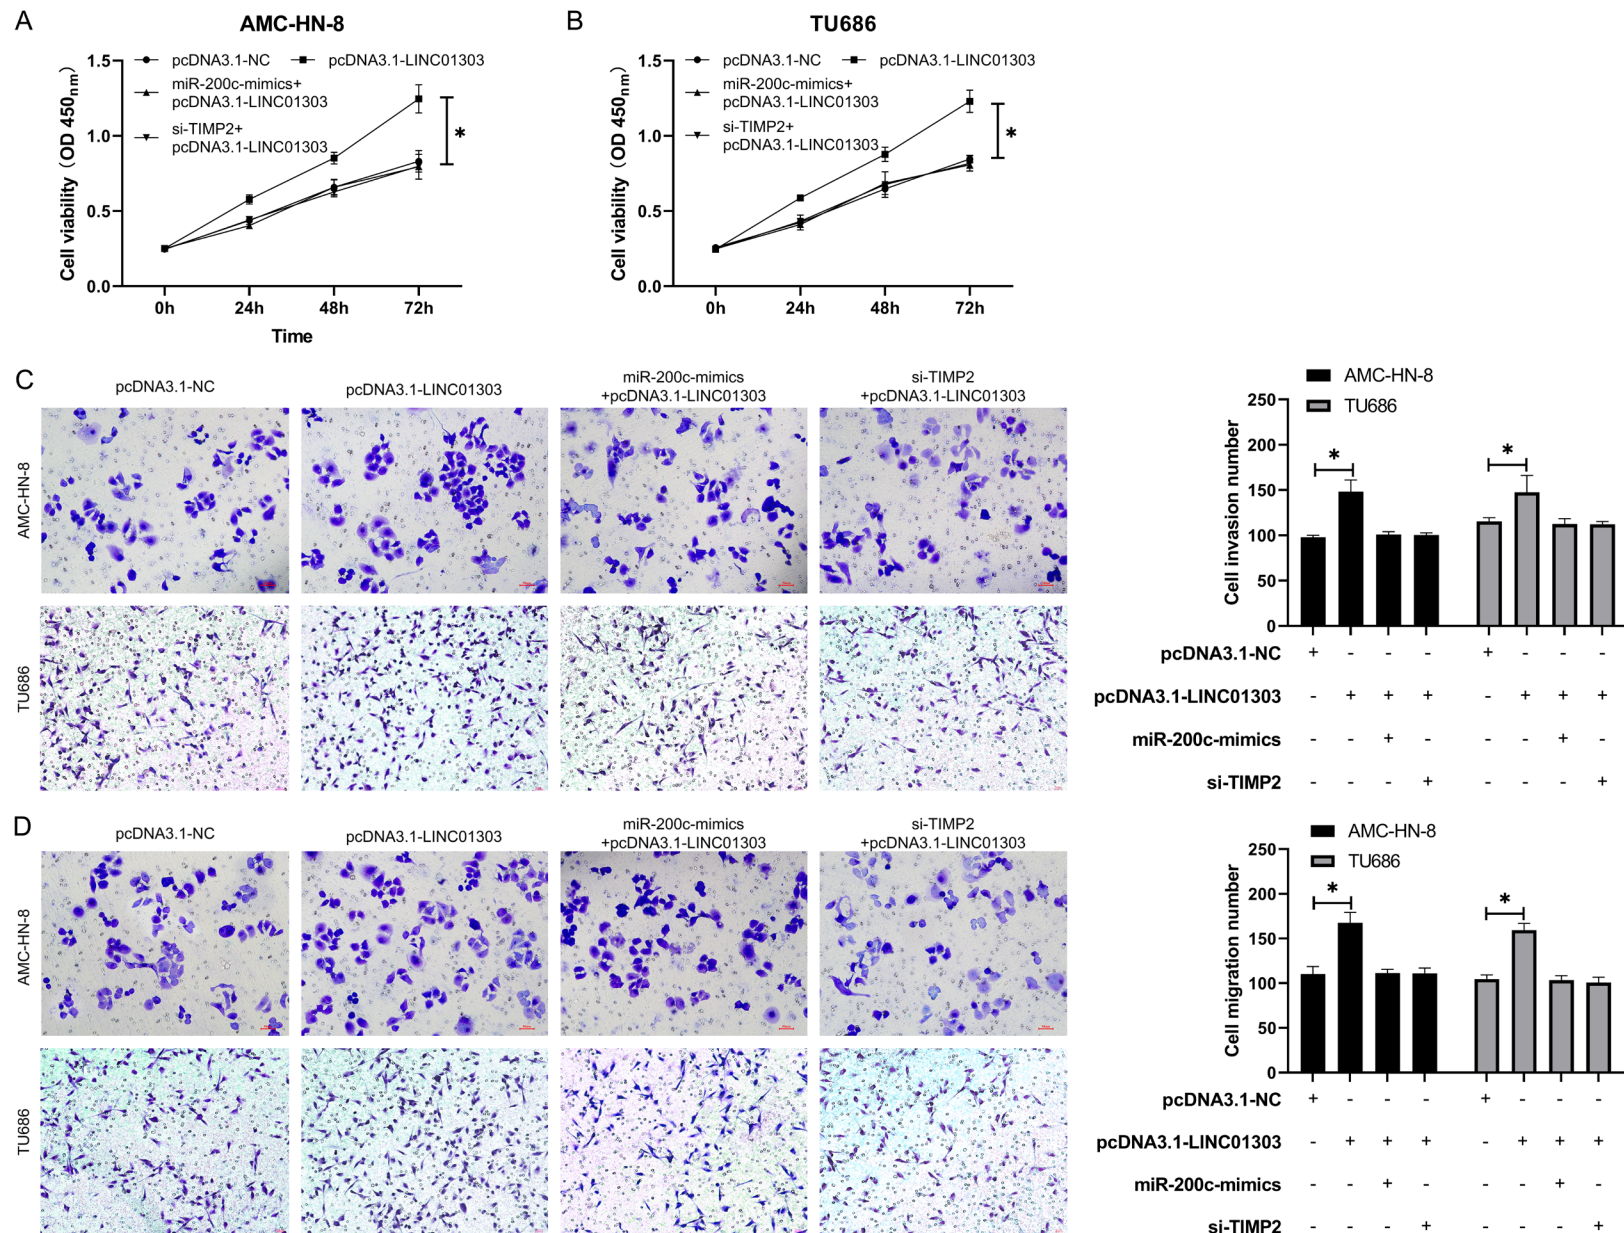 A
AMC-HN-8
pcDNA3.1-NC
pcDNA3.1-LINC01303
miR-200c-mimics+
pcDNA3.1-LINC01303
si-TIMP2+
pcDNA3.1-LINC01303
Cell viability（OD 450nm）
1.5
1.0
0.5
0.0
*
0h 24h 48h 72h
Time
B
TU686
pcDNA3.1-NC
pcDNA3.1-LINC01303
miR-200c-mimics+
pcDNA3.1-LINC01303
si-TIMP2+
pcDNA3.1-LINC01303
Cell viability（OD 450nm）
1.5
1.0
0.5
0.0
*
0h 24h 48h 72h
C
pcDNA3.1-NC
pcDNA3.1-LINC01303
miR-200c-mimics
+pcDNA3.1-LINC01303
si-TIMP2
+pcDNA3.1-LINC01303
AMC-HN-8
TU686
AMC-HN-8
TU686
Cell invasion number
250
200
150
100
50
0
* *
pcDNA3.1-NC + - - - + - - -
pcDNA3.1-LINC01303 - + + + - + + +
miR-200c-mimics - - + - - - + -
si-TIMP2 - - - + - - - +
D
pcDNA3.1-NC
pcDNA3.1-LINC01303
miR-200c-mimics
+pcDNA3.1-LINC01303
si-TIMP2
+pcDNA3.1-LINC01303
AMC-HN-8
TU686
AMC-HN-8
TU686
Cell migration number
250
200
150
100
50
0
* *
pcDNA3.1-NC + - - - + - - -
pcDNA3.1-LINC01303 - + + + - + + +
miR-200c-mimics - - + - - - + -
si-TIMP2 - - - + - - - +